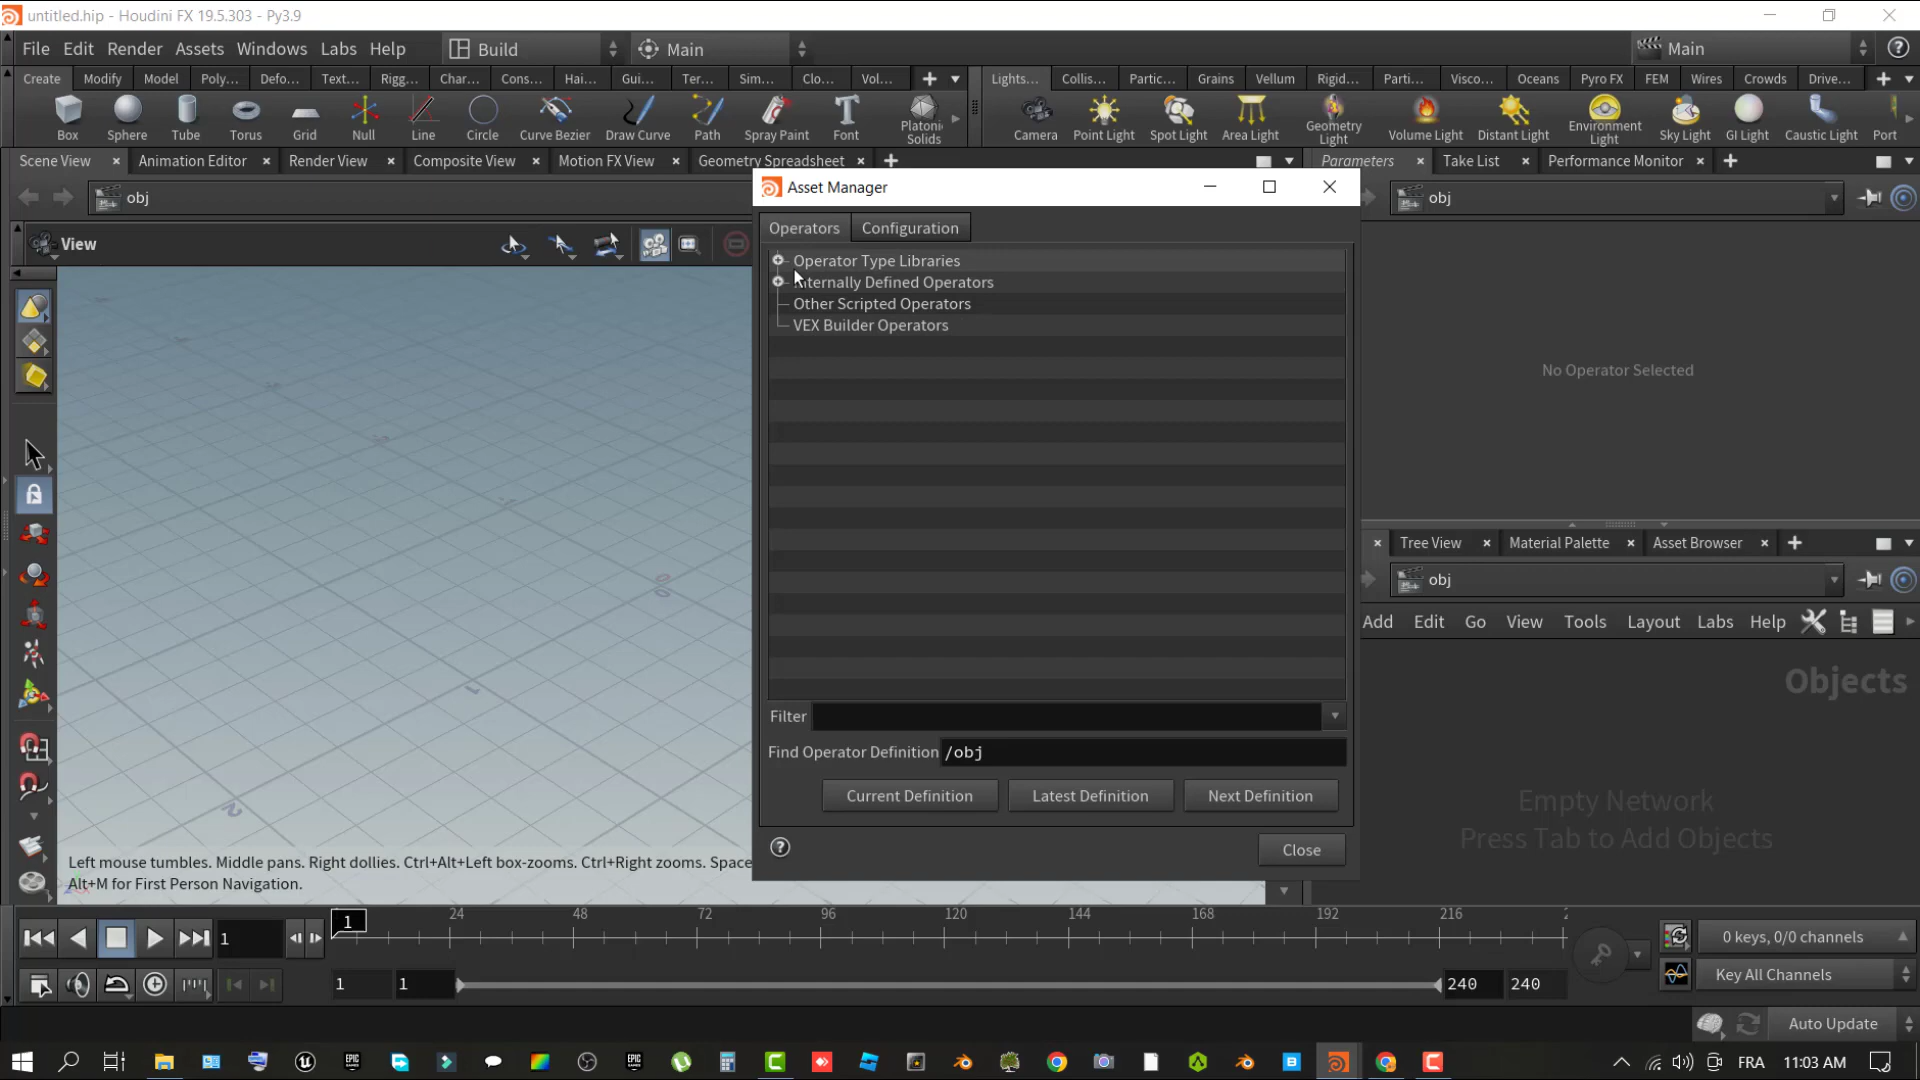 untitled.hip - Houdini FX 19.5.303 - Py3.9
File Edit Render Assets Windows Labs Help Build Main Main
Create Modify Model Poly... Defo... Text... Rigg... Char... Cons... Hai... Gui... Ter... Sim... Clo... Vol... Lights... Collis... Partic... Grains Vellum Rigid... Parti... Visco... Oceans Pyro FX FEM Wires Crowds Drive...
Box Sphere Tube Torus Grid Null Line Circle Curve Bezier Draw Curve Path Spray Paint Font Platonic Solids Camera Point Light Spot Light Area Light Geometry Light Volume Light Distant Light Environment Light Sky Light GI Light Caustic Light Port
Scene View Animation Editor Render View Composite View Motion FX View Geometry Spreadsheet Parameters Take List Performance Monitor
obj
Asset Manager
obj
View
Operators Configuration
Operator Type Libraries
nternally Defined Operators
Other Scripted Operators
VEX Builder Operators
No Operator Selected
Tree View Material Palette Asset Browser
obj
Add Edit Go View Tools Layout Labs Help
Objects
Empty Network
Press Tab to Add Objects
Filter
Find Operator Definition /obj
Current Definition Latest Definition Next Definition
Close
Left mouse tumbles. Middle pans. Right dollies. Ctrl+Alt+Left box-zooms. Ctrl+Right zooms. Space
Alt+M for First Person Navigation.
1 1 24 48 72 96 120 144 168 192 216
0 keys, 0/0 channels
1 1 240 240 Key All Channels
Auto Update
FRA 11:03 AM